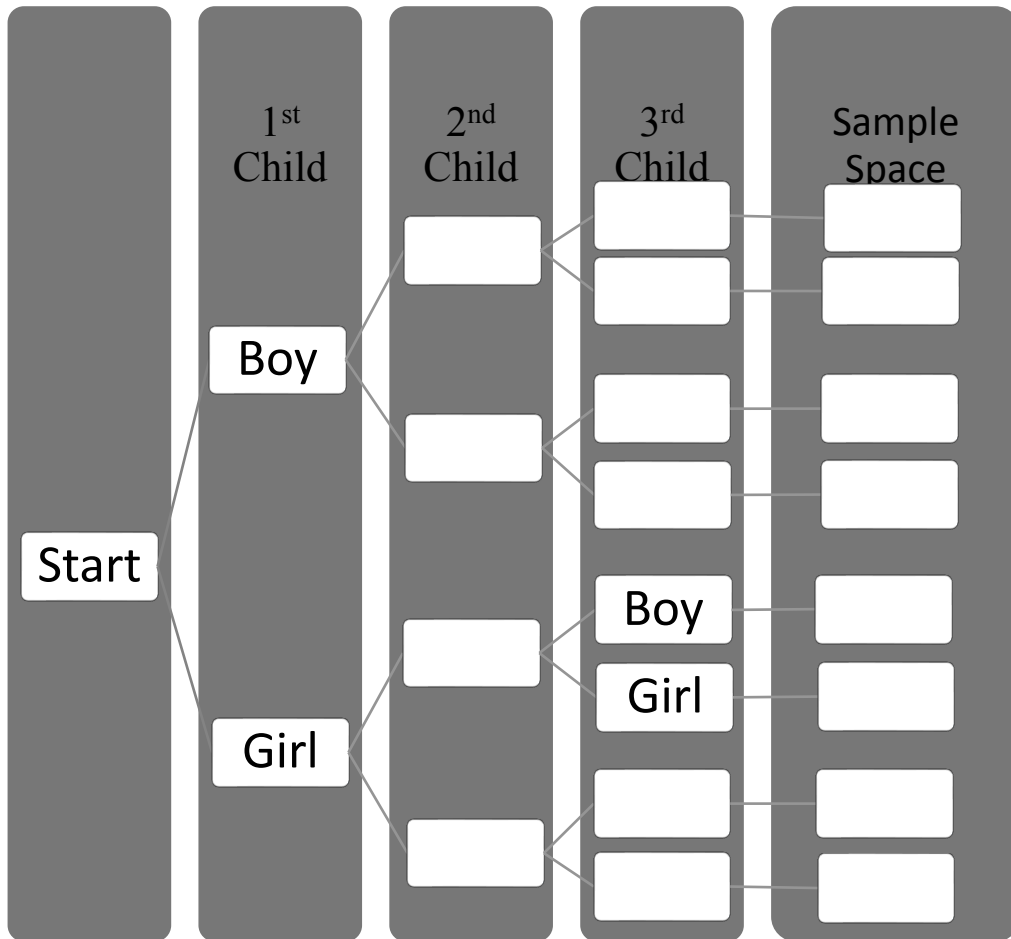 1st
Child
2nd
Child
3rd
Child
Sample
Space
Boy
Start
Boy
Girl
Girl